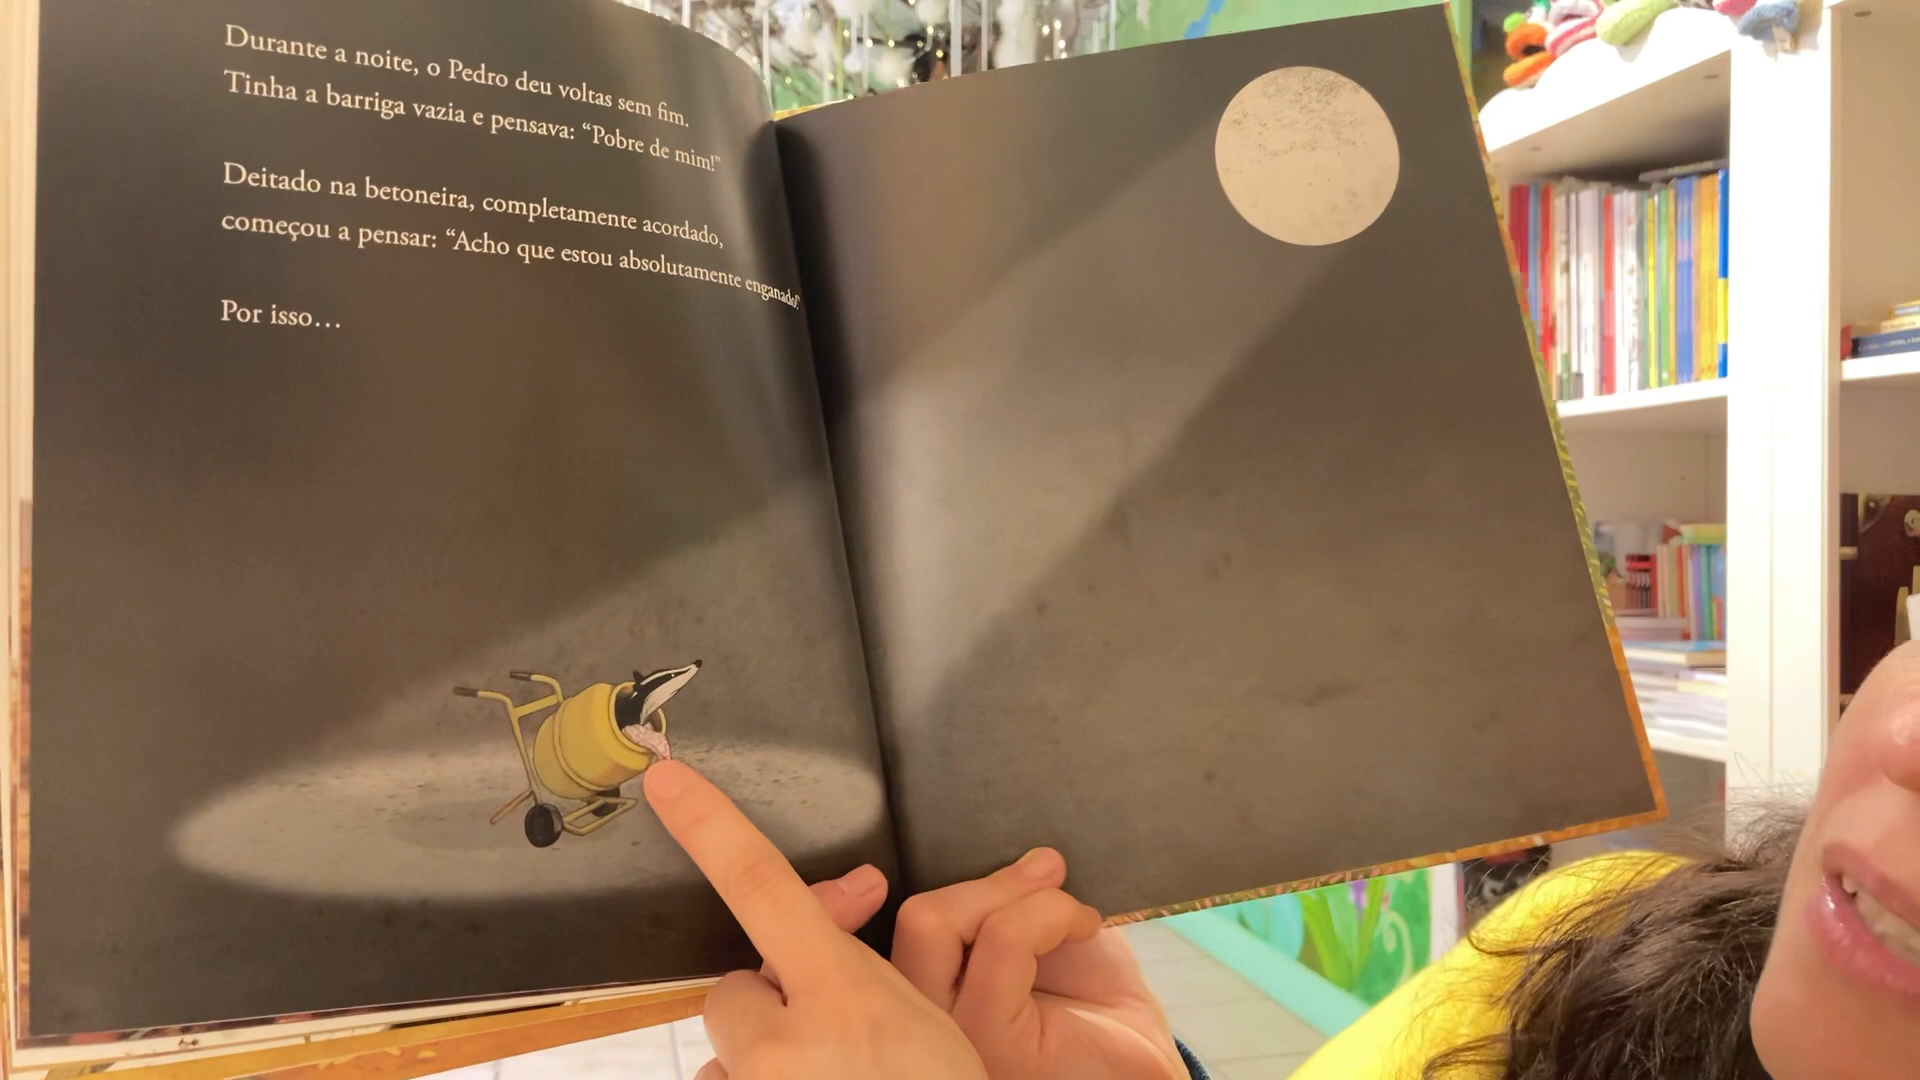 Durante a noite, o Pedro deu voltas sem fim.
Tinha a barriga vazia e pensava: “Pobre de mim!”
Deitado na betoneira, completamente acordado,
começou a pensar: “Acho que estou absolutamente enganado!”
Por isso…